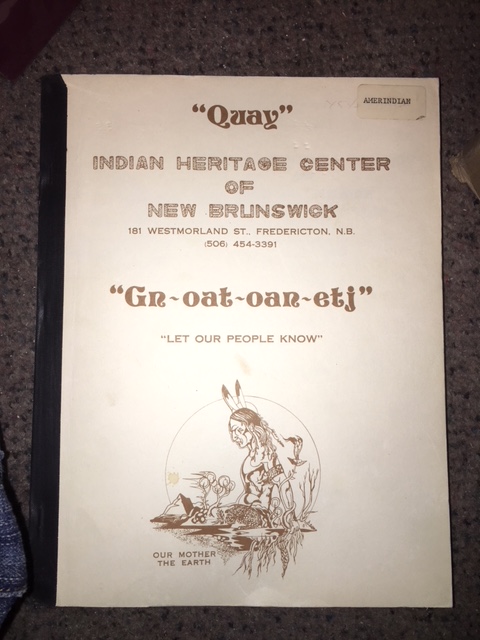 "Quay"
AMERINDIAN
INDIAN HERITAGE CENTER
OF
NEW BRUNSWICK
181 WESTMORLAND ST., FREDERICTON, N.B.
(506) 454-3391
"Gn~oat~oan~etj"
"LET OUR PEOPLE KNOW"
OUR MOTHER
THE EARTH